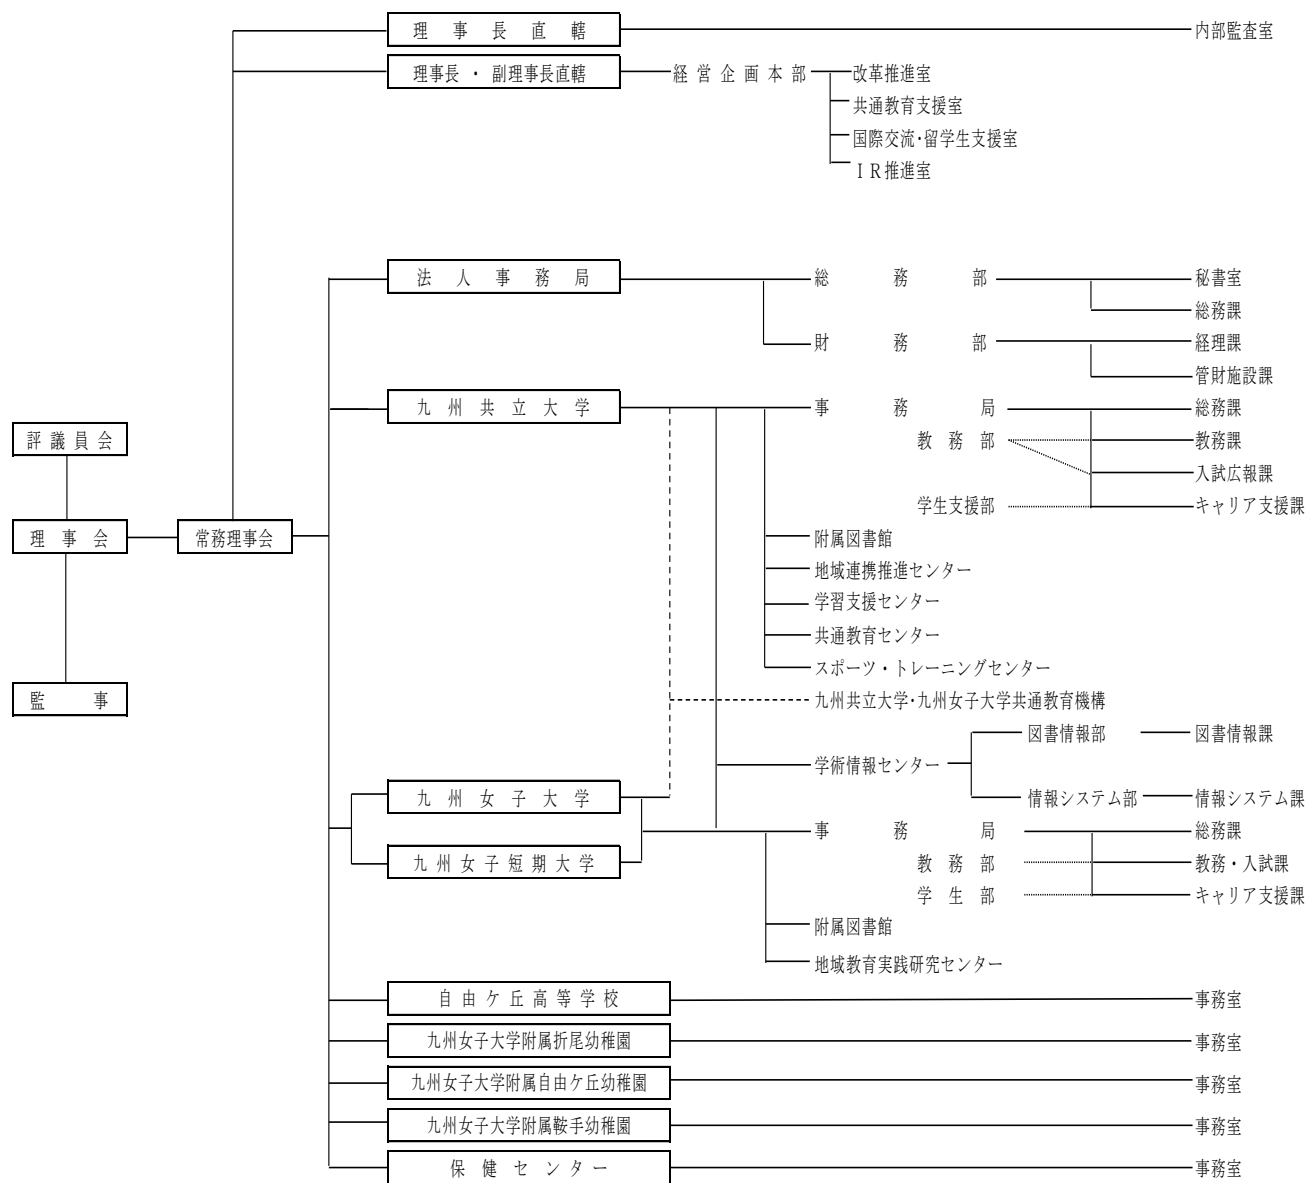 理事長直轄
内部監査室
理事長・副理事長直轄
経営企画本部
改革推進室
共通教育支援室
国際交流・留学生支援室
ＩＲ推進室
法人事務局
総務部
秘書室
総務課
財務部
経理課
管財施設課
九州共立大学
事務局
総務課
評議員会
教務部
教務課
入試広報課
学生支援部
キャリア支援課
理事会
常務理事会
附属図書館
地域連携推進センター
学習支援センター
共通教育センター
スポーツ・トレーニングセンター
監事
九州共立大学・九州女子大学共通教育機構
図書情報部
図書情報課
学術情報センター
九州女子大学
情報システム部
情報システム課
事務局
総務課
九州女子短期大学
教務部
教務・入試課
学生部
キャリア支援課
附属図書館
地域教育実践研究センター
自由ケ丘高等学校
事務室
九州女子大学附属折尾幼稚園
事務室
九州女子大学附属自由ケ丘幼稚園
事務室
九州女子大学附属鞍手幼稚園
事務室
保健センター
事務室